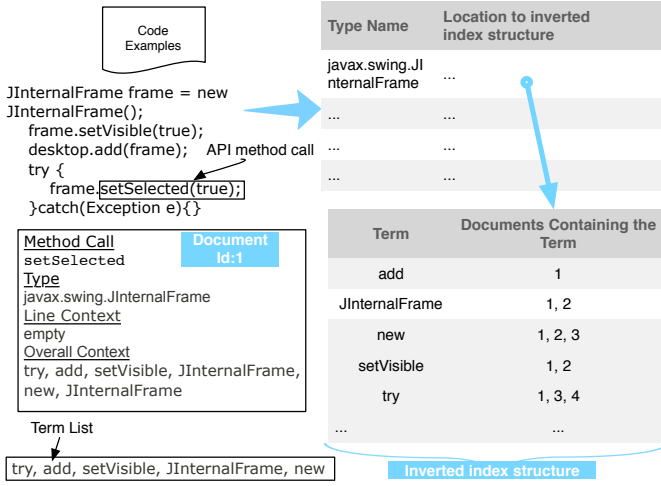 Code
Examples
JInternalFrame frame = new
JInternalFrame();
frame.setVisible(true);
desktop.add(frame);
API method call
try {
frame.setSelected(true);
}catch(Exception e){}
Method Call
setSelected
Type
javax.swing.JInternalFrame
Line Context
empty
Overall Context
try, add, setVisible, JInternalFrame,
new, JInternalFrame
Document
Id:1
Term List
try, add, setVisible, JInternalFrame, new
Type Name
Location to inverted
index structure
javax.swing.JI
nternalFrame
...
... ...
... ...
... ...
Term
Documents Containing the
Term
add 1
JInternalFrame 1, 2
new 1, 2, 3
setVisible 1, 2
try 1, 3, 4
... ...
Inverted index structure